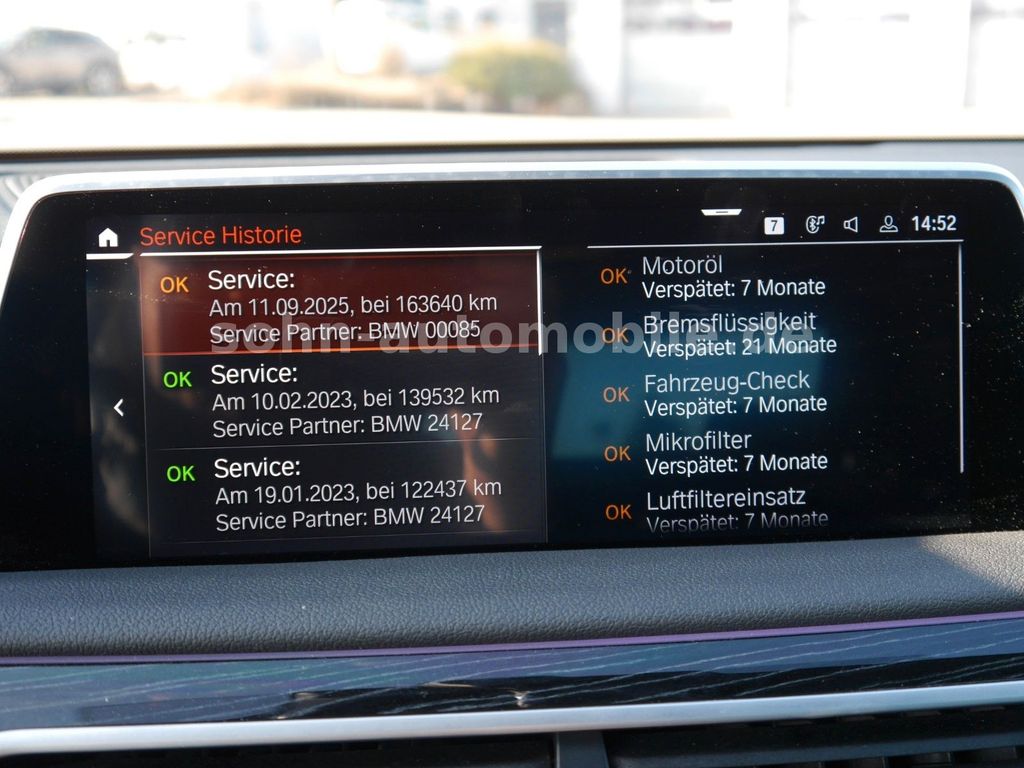 Service Historie
7
14:52
OK
Service:
Am 11.09.2025, bei 163640 km
Service Partner: BMW 00085
OK
Service:
Am 10.02.2023, bei 139532 km
Service Partner: BMW 24127
OK
Service:
Am 19.01.2023, bei 122437 km
Service Partner: BMW 24127
OK
Motoröl
Verspätet: 7 Monate
OK
Bremsflüssigkeit
Verspätet: 21 Monate
OK
Fahrzeug-Check
Verspätet: 7 Monate
OK
Mikrofilter
Verspätet: 7 Monate
OK
Luftfiltereinsatz
Verspätet: 7 Monate
sohn-automobile.de